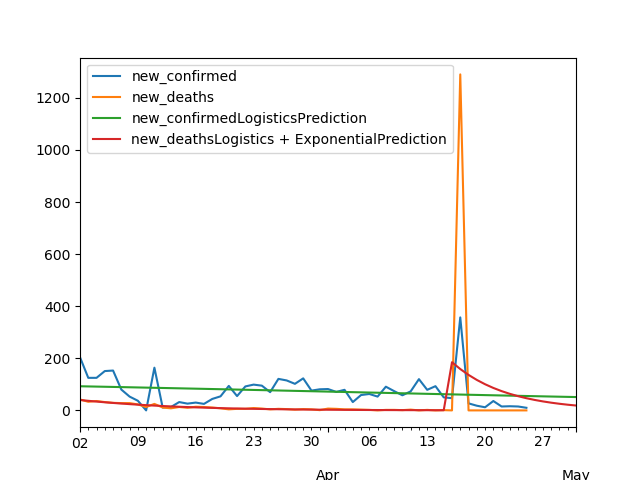 new_confirmed
new_deaths
new_confirmedLogisticsPrediction
new_deathsLogistics + ExponentialPrediction
1200
1000
800
600
400
200
0
02 09 16 23 30 06 13 20 27
Apr May